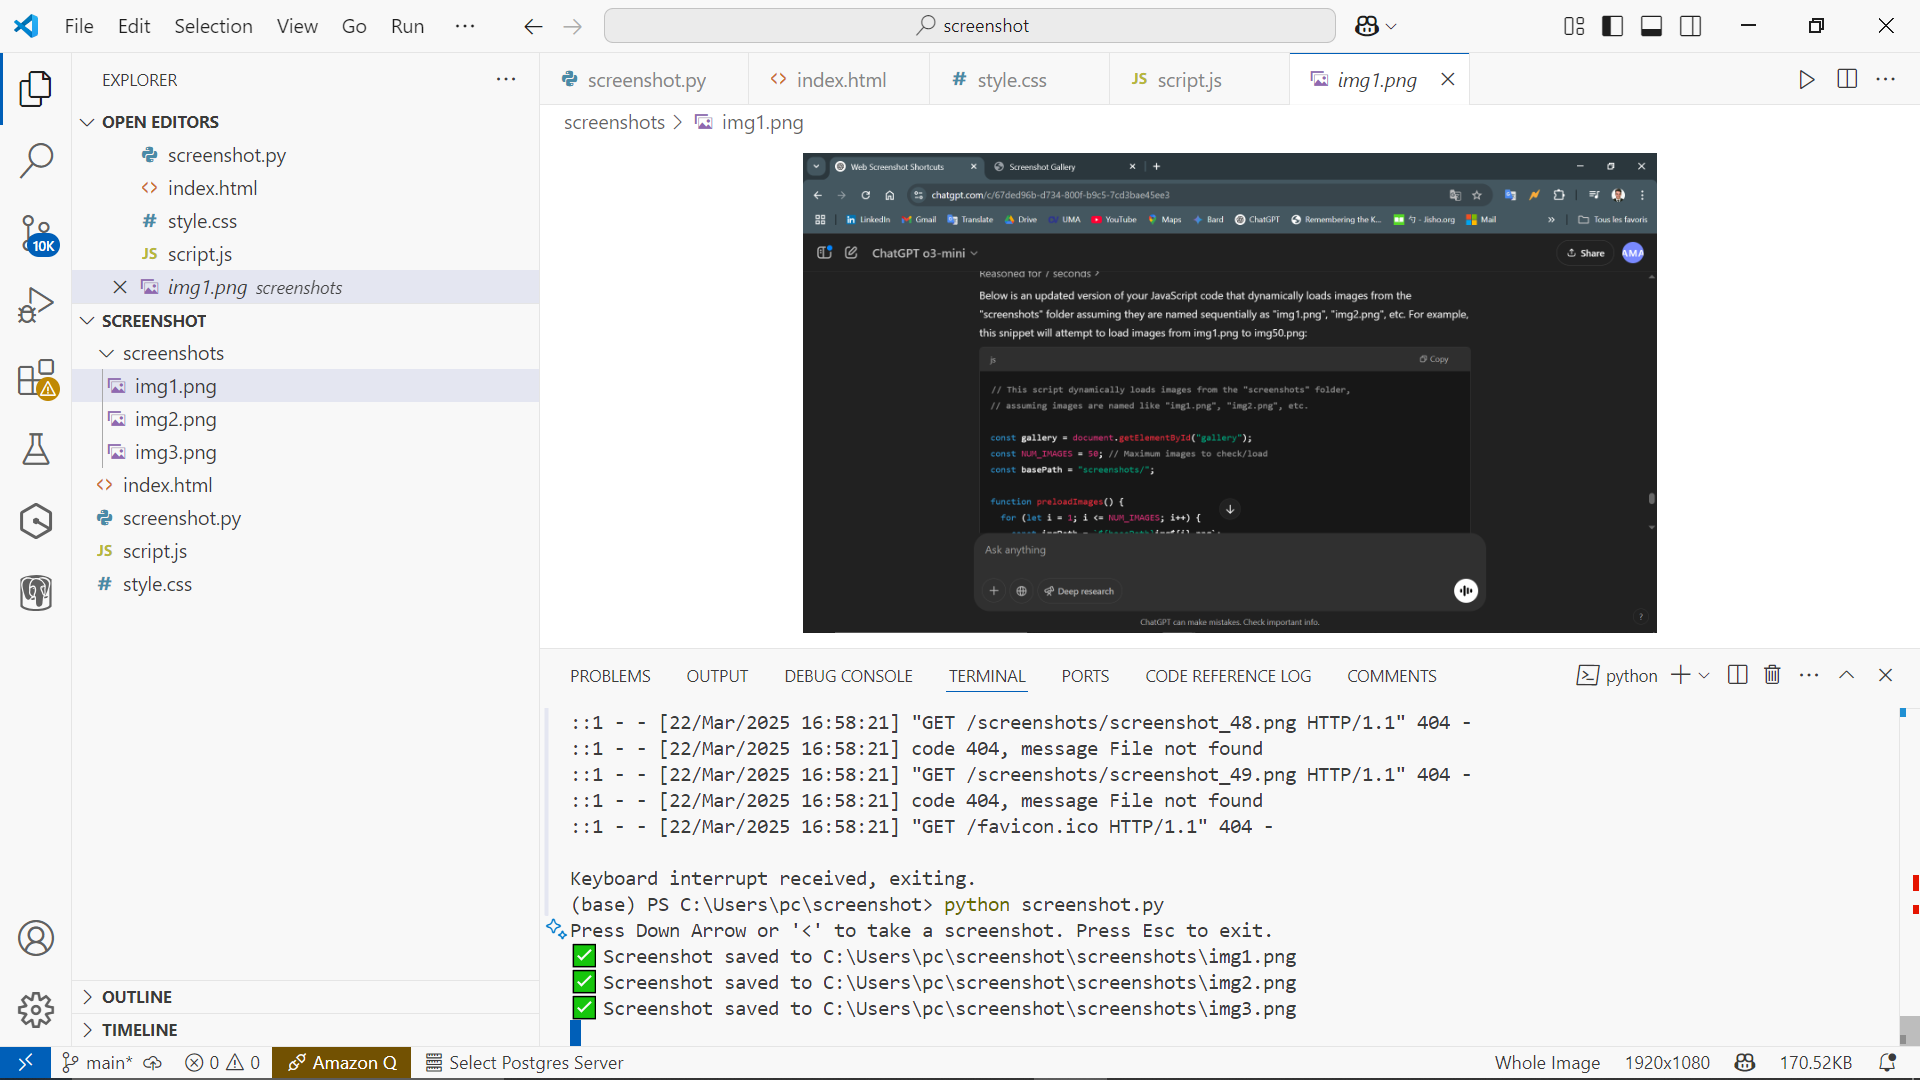 File Edit Selection View Go Run ··· screenshot
EXPLORER
OPEN EDITORS
screenshot.py
index.html
style.css
script.js
img1.png screenshots
SCREENSHOT
screenshots
img1.png
img2.png
img3.png
index.html
screenshot.py
script.js
style.css
OUTLINE
TIMELINE
10K
screenshot.py index.html style.css script.js img1.png
screenshots > img1.png
Web Screenshot Shortcuts Screenshot Gallery
chatgpt.com/c/67ded96b-d734-800f-b9c5-7cd3bae45ee3
LinkedIn Gmail Translate Drive UMA YouTube Maps Bard ChatGPT Remembering the K... - Jisho.org Mail » Tous les favoris
ChatGPT o3-mini Share AMA
Reasoned for 7 seconds >
Below is an updated version of your JavaScript code that dynamically loads images from the
"screenshots" folder assuming they are named sequentially as "img1.png", "img2.png", etc. For example,
this snippet will attempt to load images from img1.png to img50.png:
js Copy
// This script dynamically loads images from the "screenshots" folder,
// assuming images are named like "img1.png", "img2.png", etc.
const gallery = document.getElementById("gallery");
const NUM_IMAGES = 50; // Maximum images to check/load
const basePath = "screenshots/";
function preloadImages() {
for (let i = 1; i <= NUM_IMAGES; i++) {
Ask anything
Deep research
ChatGPT can make mistakes. Check important info.
?
PROBLEMS OUTPUT DEBUG CONSOLE TERMINAL PORTS CODE REFERENCE LOG COMMENTS python
::1 - - [22/Mar/2025 16:58:21] "GET /screenshots/screenshot_48.png HTTP/1.1" 404 -
::1 - - [22/Mar/2025 16:58:21] code 404, message File not found
::1 - - [22/Mar/2025 16:58:21] "GET /screenshots/screenshot_49.png HTTP/1.1" 404 -
::1 - - [22/Mar/2025 16:58:21] code 404, message File not found
::1 - - [22/Mar/2025 16:58:21] "GET /favicon.ico HTTP/1.1" 404 -
Keyboard interrupt received, exiting.
(base) PS C:\Users\pc\screenshot> python screenshot.py
Press Down Arrow or '<' to take a screenshot. Press Esc to exit.
✅ Screenshot saved to C:\Users\pc\screenshot\screenshots\img1.png
✅ Screenshot saved to C:\Users\pc\screenshot\screenshots\img2.png
✅ Screenshot saved to C:\Users\pc\screenshot\screenshots\img3.png
main* 0 0 Amazon Q Select Postgres Server Whole Image 1920x1080 170.52KB